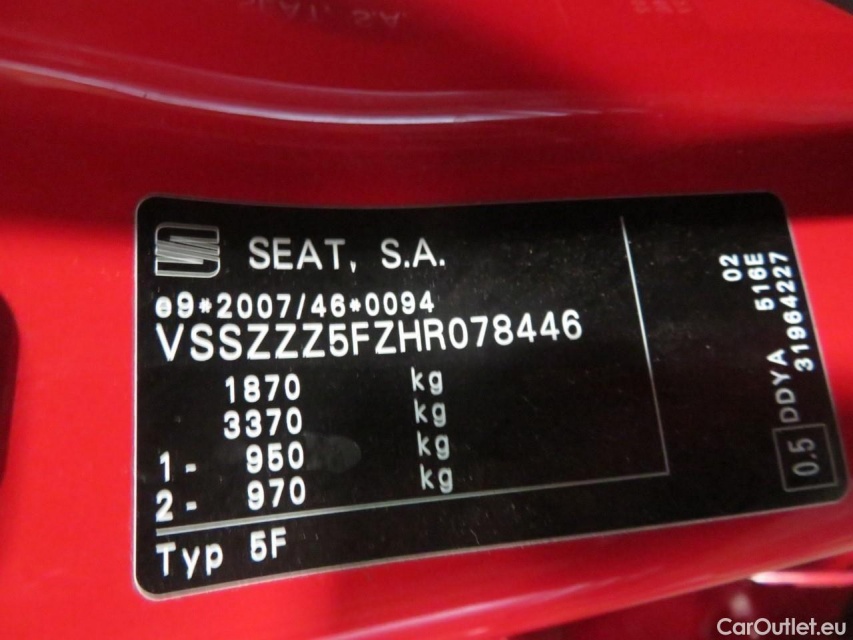 SEAT, S.A.
e9*2007/46*0094
VSSZZZ5FZHR078446
1870 kg
3370 kg
1- 950 kg
2- 970 kg
Typ 5F
02
516E
DDYA 31964227
0.5
CarOutlet.eu